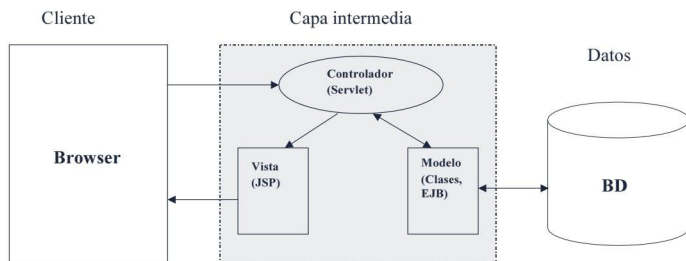 Cliente
Capa intermedia
Datos
Controlador
(Servlet)
Browser
Vista
(JSP)
Modelo
(Clases,
EJB)
BD